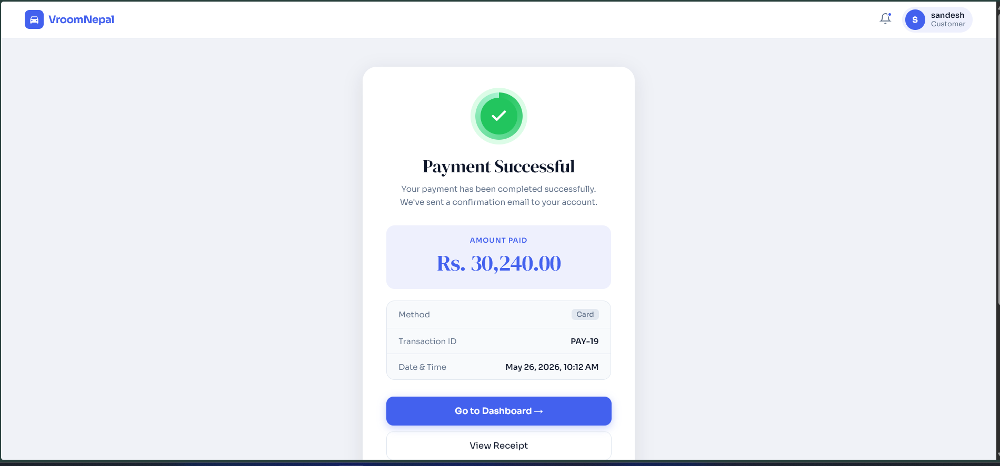 VroomNepal
S
sandesh
Customer
Payment Successful
Your payment has been completed successfully.
We've sent a confirmation email to your account.
AMOUNT PAID
Rs. 30,240.00
Method Card
Transaction ID PAY-19
Date & Time May 26, 2026, 10:12 AM
Go to Dashboard →
View Receipt